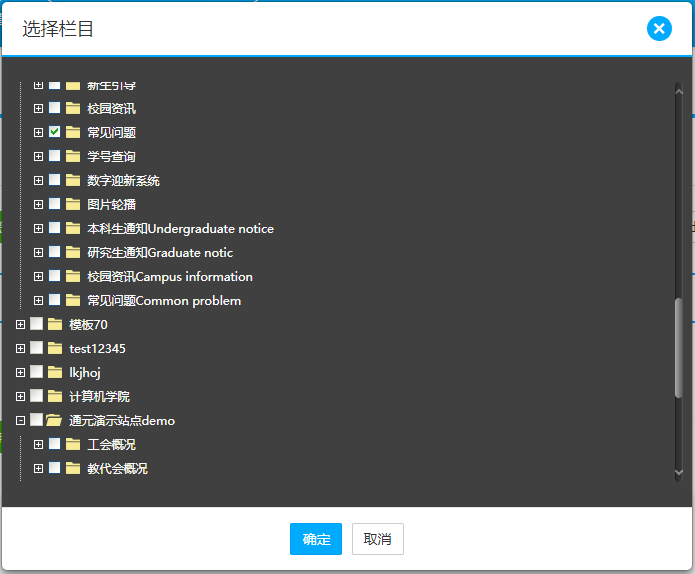 选择栏目
新生引导
校园资讯
常见问题
学号查询
数字迎新系统
图片轮播
本科生通知Undergraduate notice
研究生通知Graduate notic
校园资讯Campus information
常见问题Common problem
模板70
test12345
lkjhoj
计算机学院
通元演示站点demo
工会概况
教代会概况
确定
取消